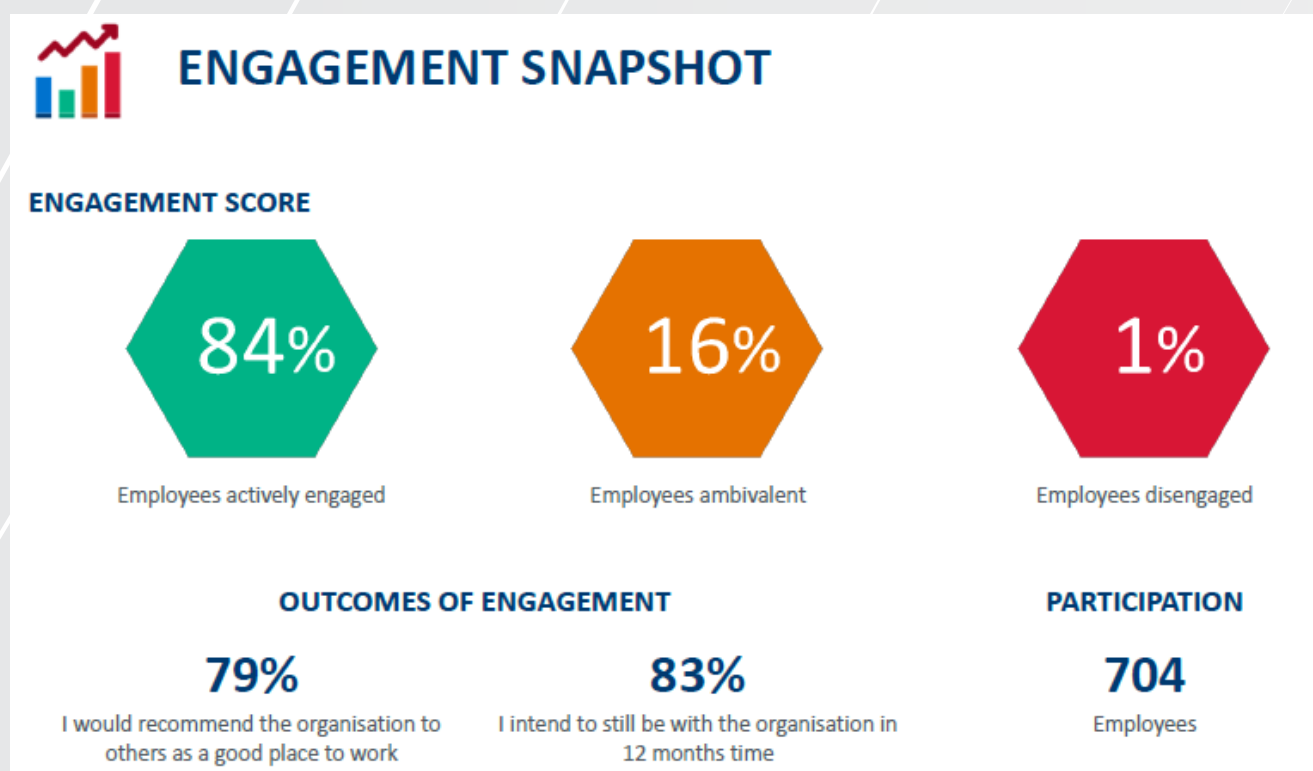 ENGAGEMENT SNAPSHOT
ENGAGEMENT SCORE
84%
16%
1%
Employees actively engaged
Employees ambivalent
Employees disengaged
OUTCOMES OF ENGAGEMENT
PARTICIPATION
79%
83%
704
I would recommend the organisation to
others as a good place to work
I intend to still be with the organisation in
12 months time
Employees